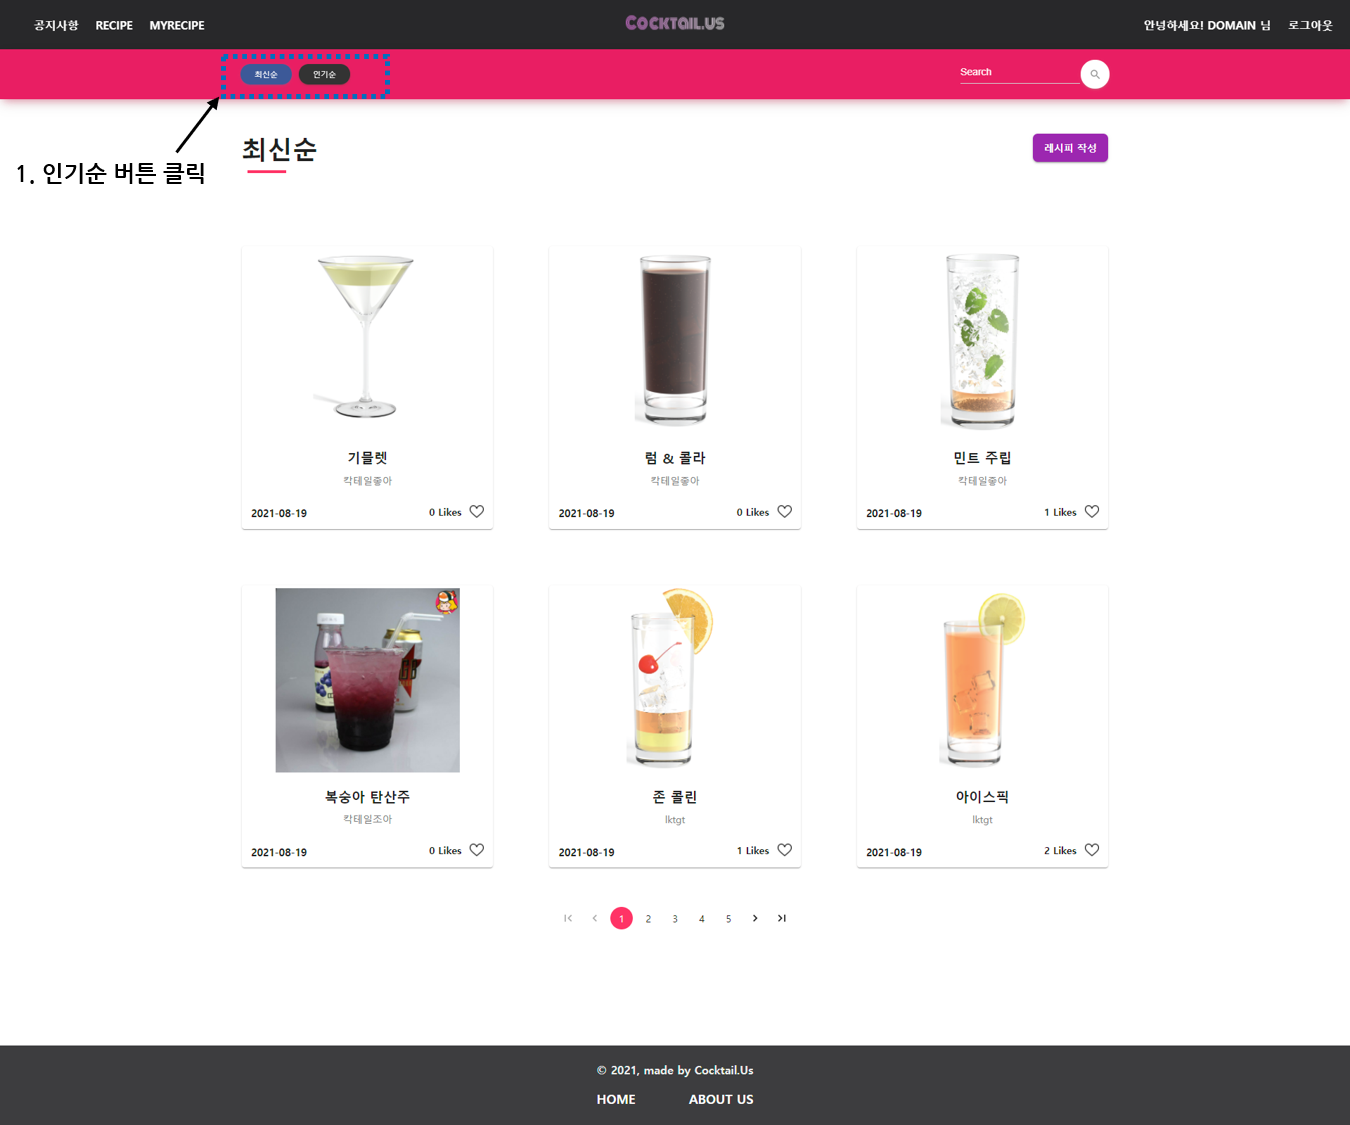 공지사항 RECIPE MYRECIPE COCKTAIL.US 안녕하세요! DOMAIN 님 로그아웃
최신순 인기순 Search
최신순 레시피 작성
1. 인기순 버튼 클릭
기믈렛 럼 & 콜라 민트 주립
칵테일좋아 칵테일좋아 칵테일좋아
2021-08-19 0 Likes 2021-08-19 0 Likes 2021-08-19 1 Likes
복숭아 탄산주 존 콜린 아이스픽
칵테일조아 lktgt lktgt
2021-08-19 0 Likes 2021-08-19 1 Likes 2021-08-19 2 Likes
1 2 3 4 5
© 2021, made by Cocktail.Us
HOME ABOUT US